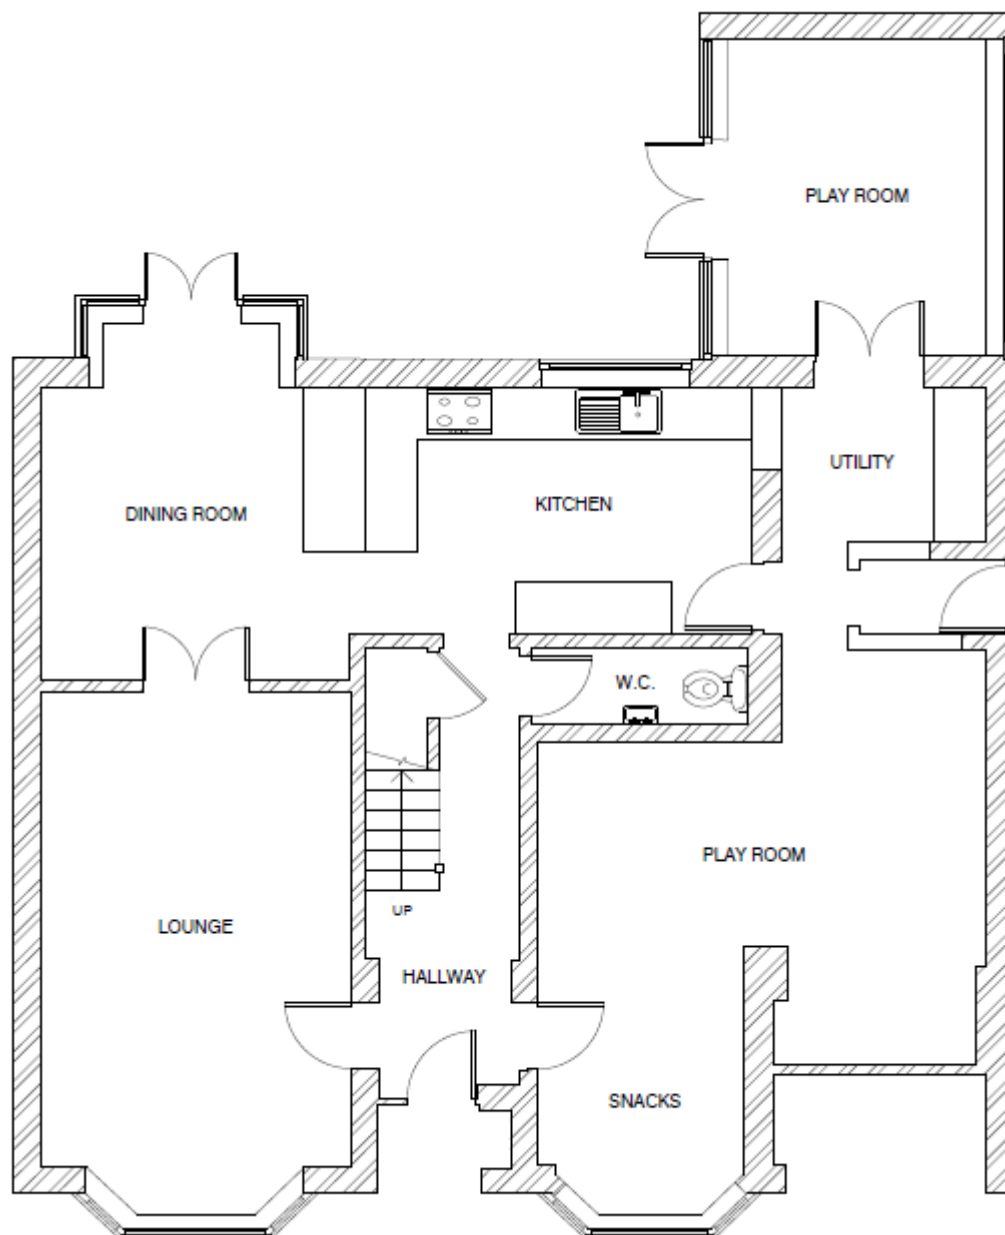 PLAY ROOM
UTILITY
KITCHEN
DINING ROOM
W.C.
PLAY ROOM
UP
LOUNGE
HALLWAY
SNACKS